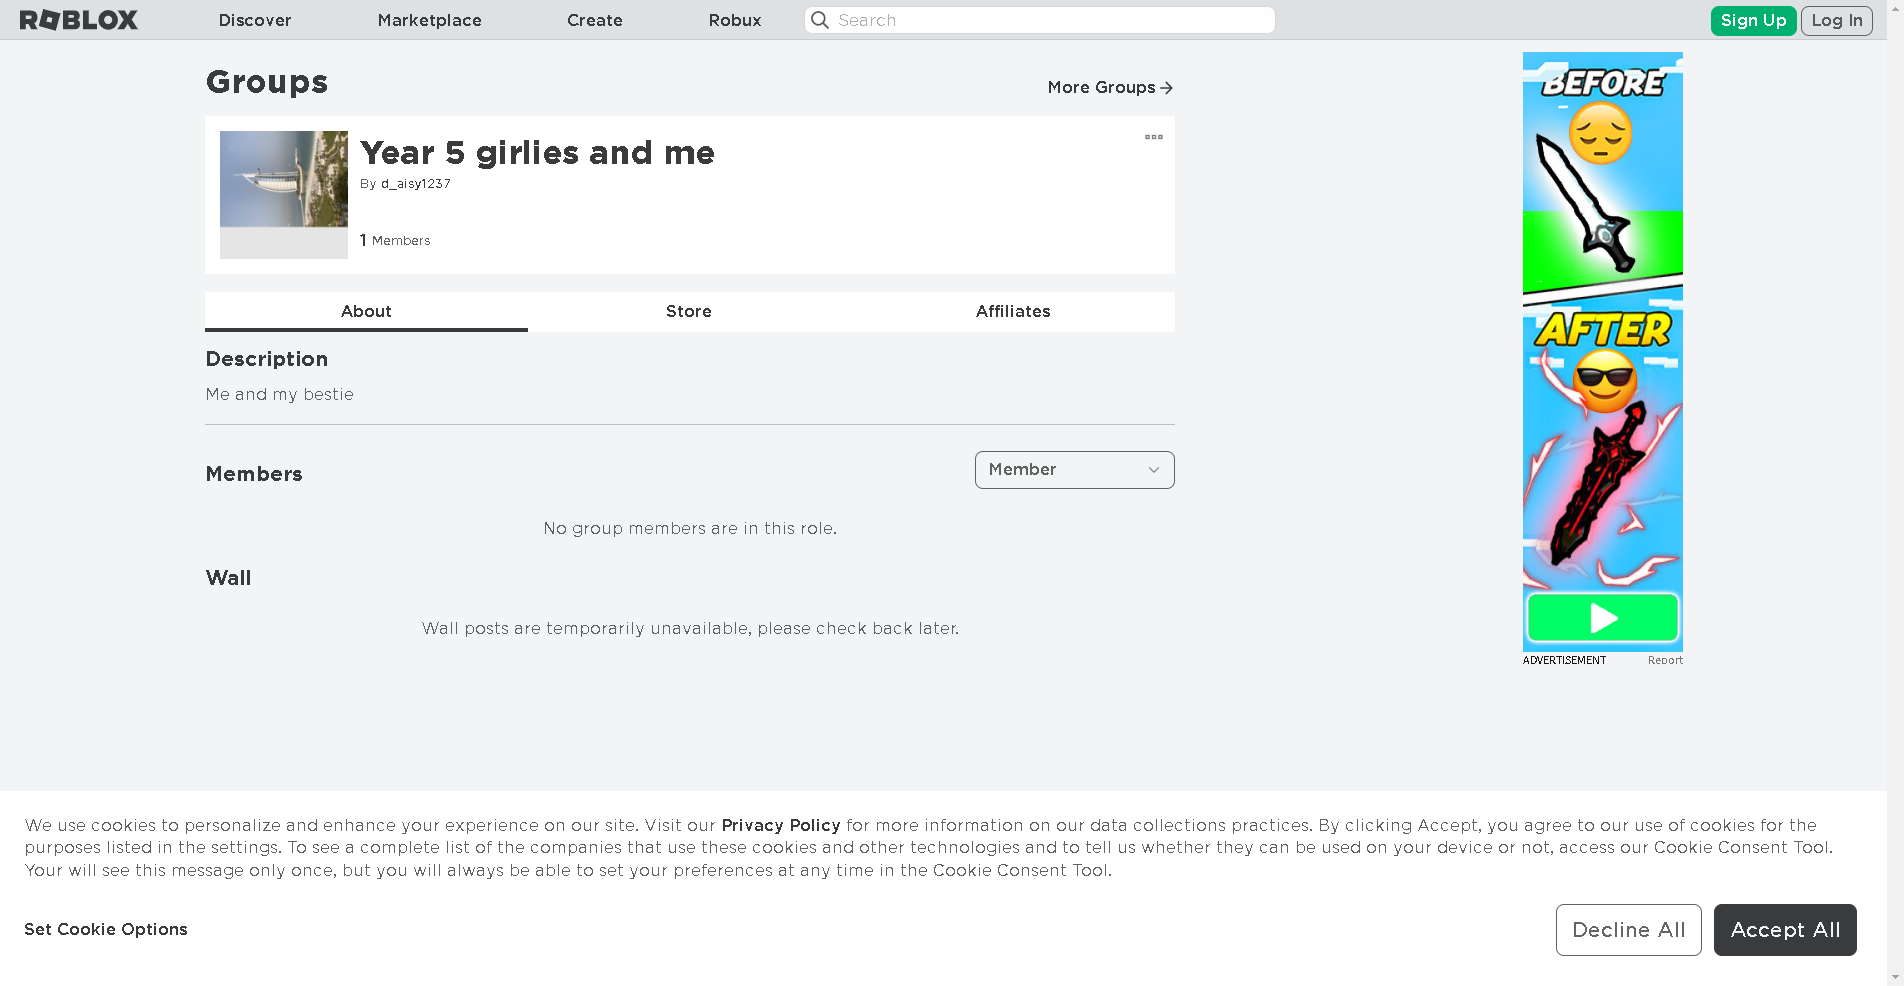 ROBLOX
Discover
Marketplace
Create
Robux
Search
Sign Up
Log In
Groups
More Groups
Year 5 girlies and me
By d_aisy1237
1 Members
About
Store
Affiliates
Description
Me and my bestie
Members
Member
No group members are in this role.
Wall
Wall posts are temporarily unavailable, please check back later.
BEFORE
AFTER
ADVERTISEMENT
Report
We use cookies to personalize and enhance your experience on our site. Visit our Privacy Policy for more information on our data collections practices. By clicking Accept, you agree to our use of cookies for the
purposes listed in the settings. To see a complete list of the companies that use these cookies and other technologies and to tell us whether they can be used on your device or not, access our Cookie Consent Tool.
Your will see this message only once, but you will always be able to set your preferences at any time in the Cookie Consent Tool.
Set Cookie Options
Decline All
Accept All